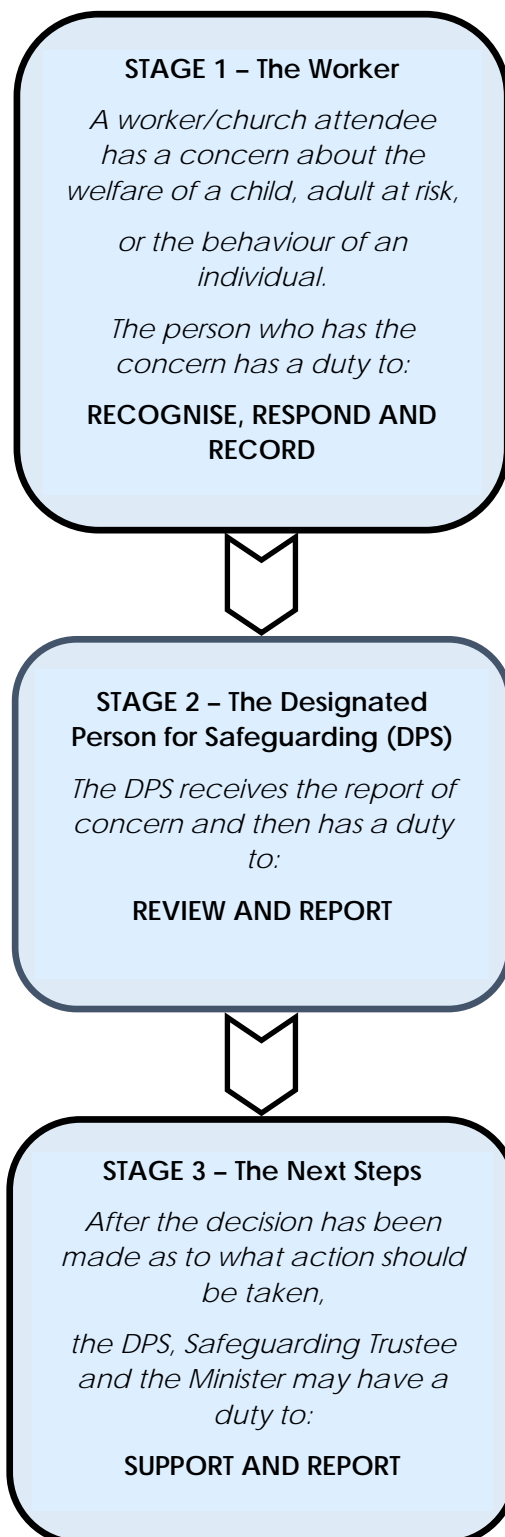 STAGE 1 – The Worker
A worker/church attendee
has a concern about the
welfare of a child, adult at risk,
or the behaviour of an
individual.
The person who has the
concern has a duty to:
RECOGNISE, RESPOND AND
RECORD
STAGE 2 – The Designated
Person for Safeguarding (DPS)
The DPS receives the report of
concern and then has a duty
to:
REVIEW AND REPORT
STAGE 3 – The Next Steps
After the decision has been
made as to what action should
be taken,
the DPS, Safeguarding Trustee
and the Minister may have a
duty to:
SUPPORT AND REPORT